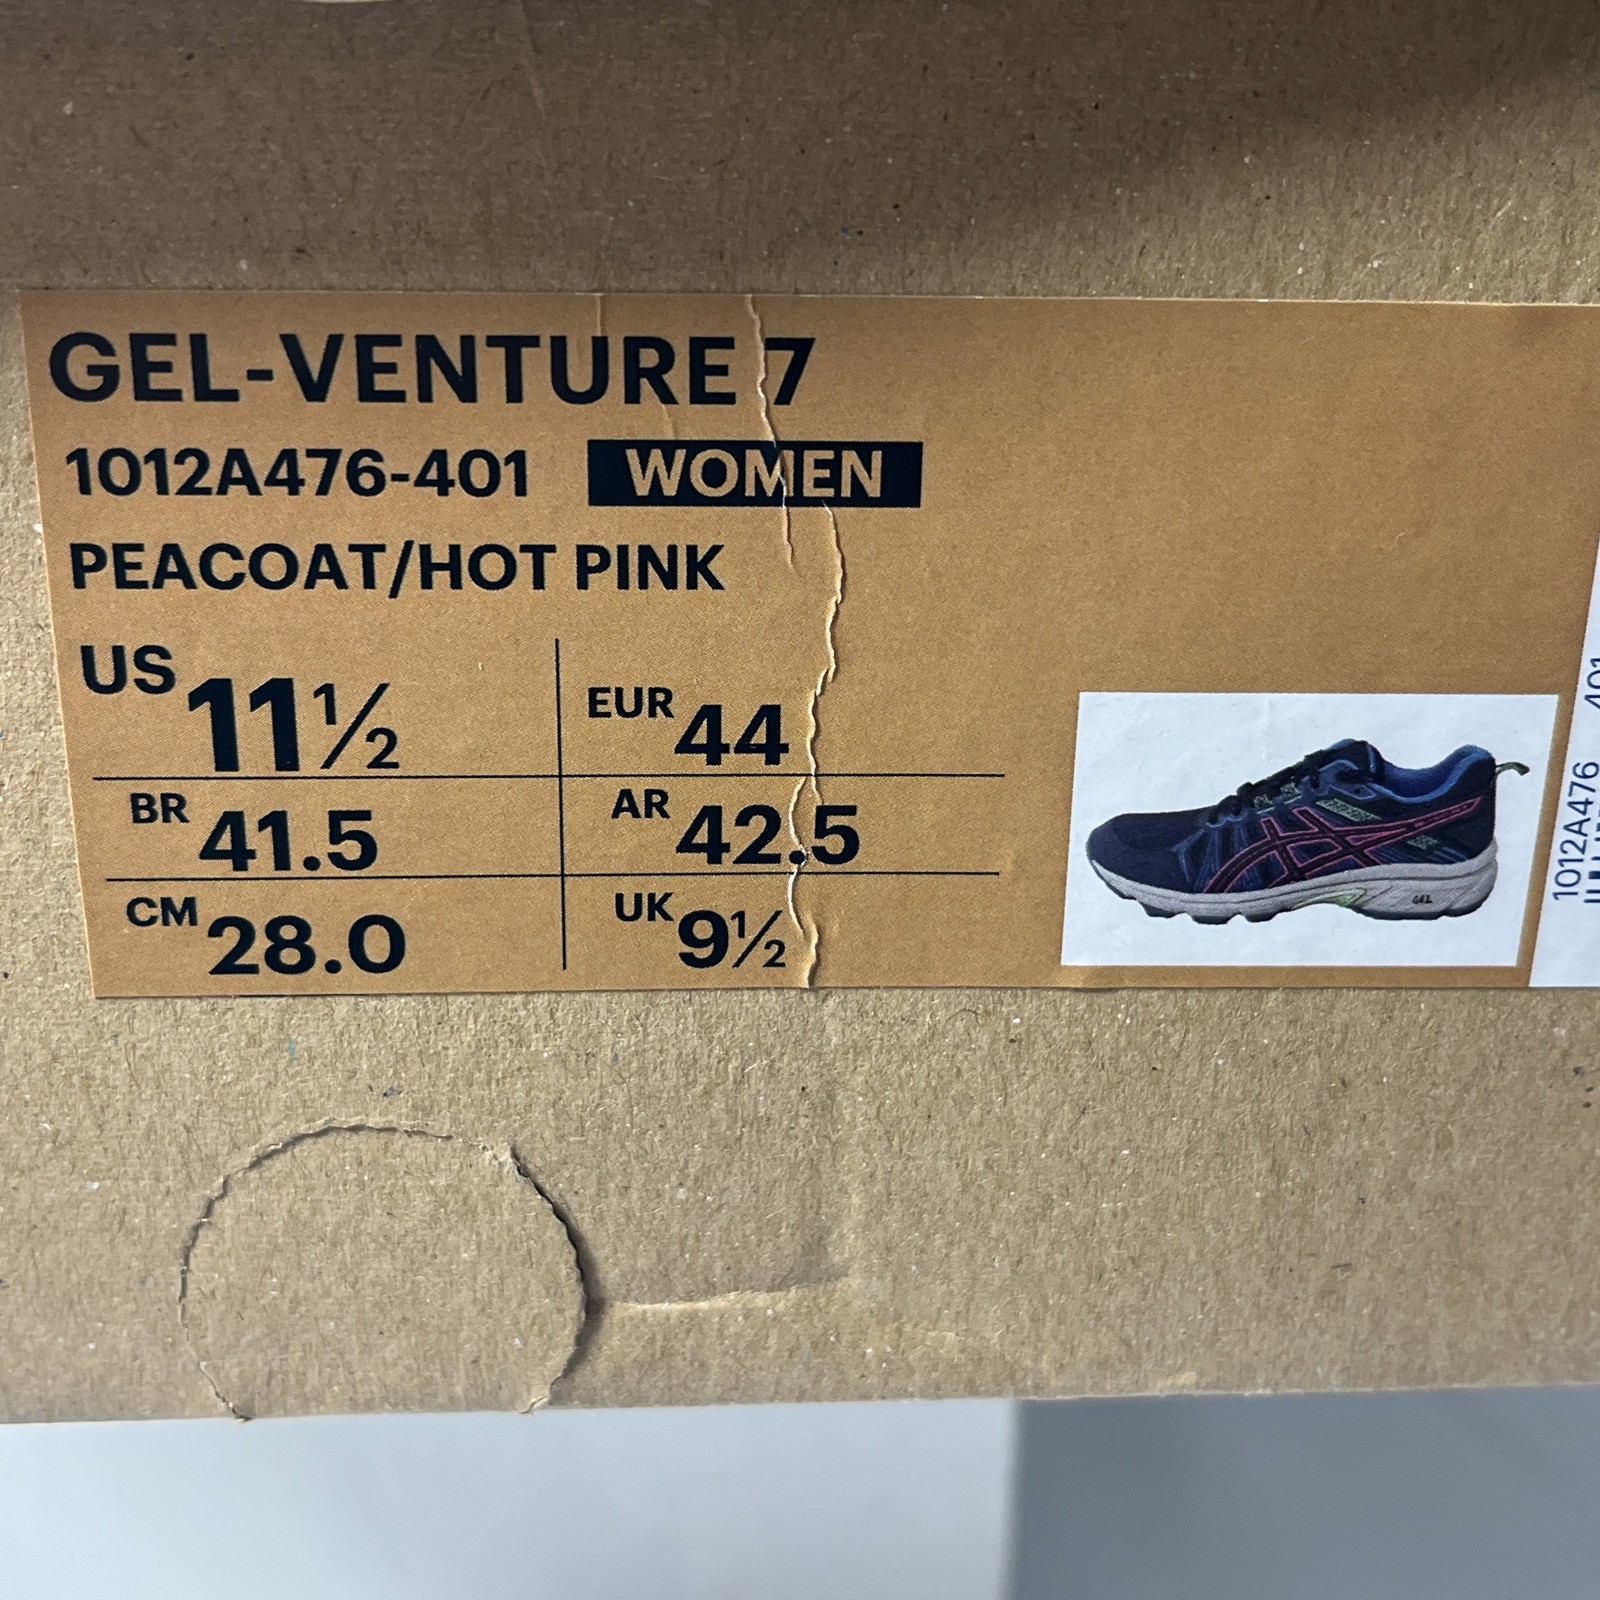 GEL-VENTURE 7
1012A476-401 WOMEN
PEACOAT/HOT PINK
US 11½ EUR 44
BR 41.5 AR 42.5
CM 28.0 UK 9½
GEL
1012A476 401